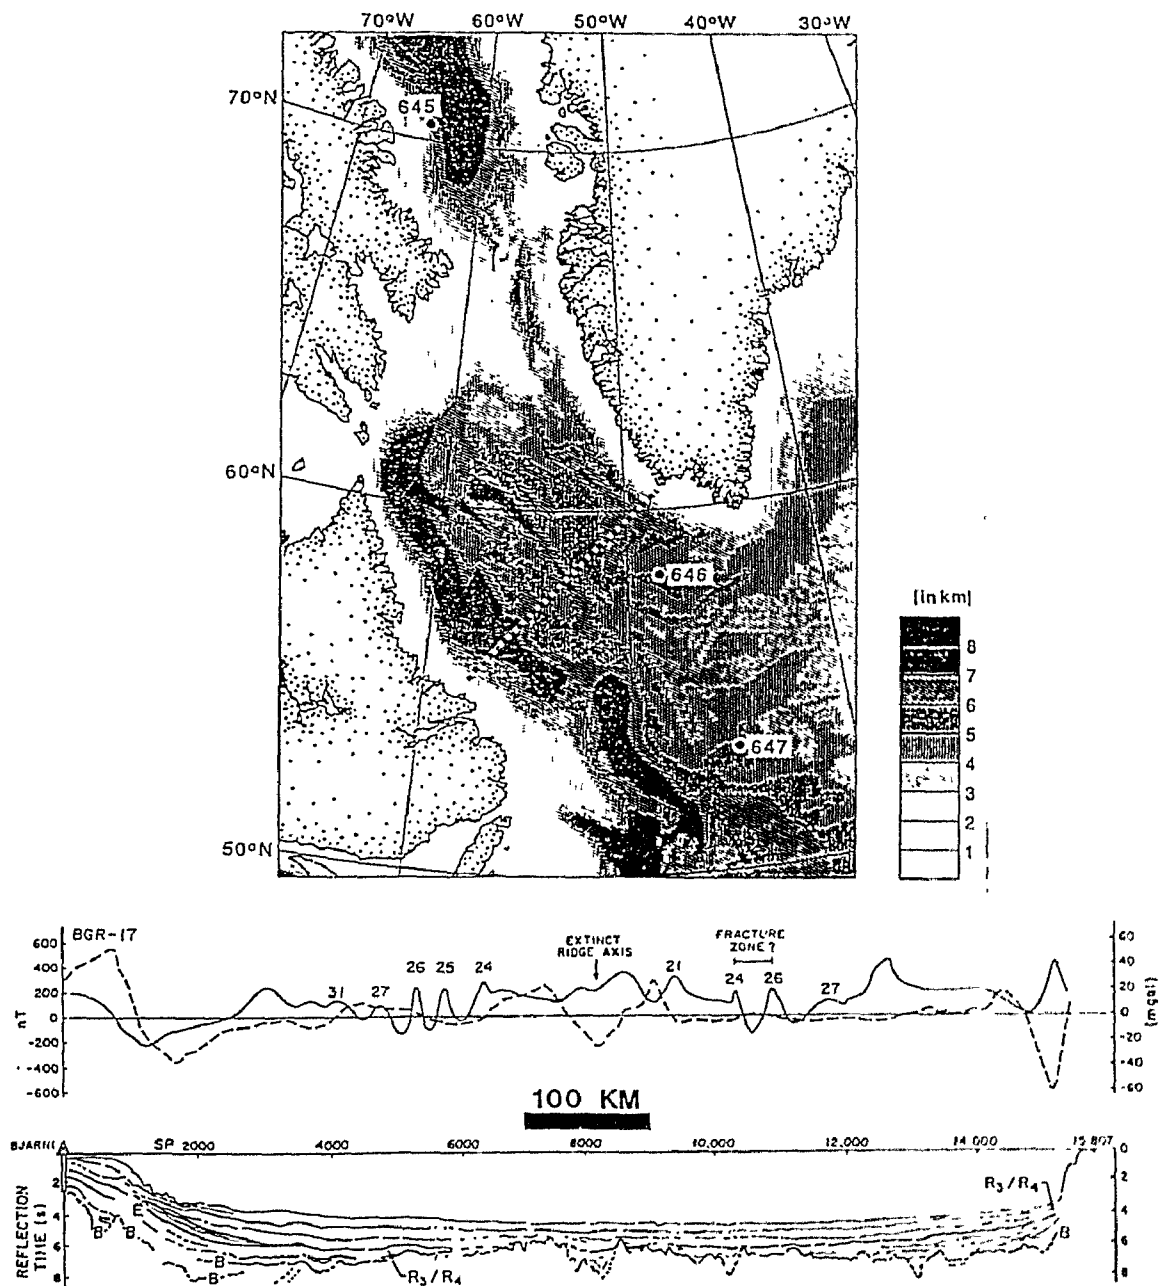 70°W 60°W 50°W 40°W 30°W
70°N
645
60°N
646
[in km]
8
7
6
5
4
3
2
1
647
50°N
BGR-17
600
400
200
0
-200
-400
-600
nT
31
27
26
25
24
EXTINCT
RIDGE AXIS
21
FRACTURE
ZONE ?
24
26
27
60
40
20
0
-20
-40
-60
(mgal)
100 KM
BJARNI SP 2000 4000 6000 8000 10,000 12,000 14,000 15,807
REFLECTION
TIME (s)
2
4
6
8
0
2
4
6
8
E
B
B
B
B
R3/R4
R3/R4
B